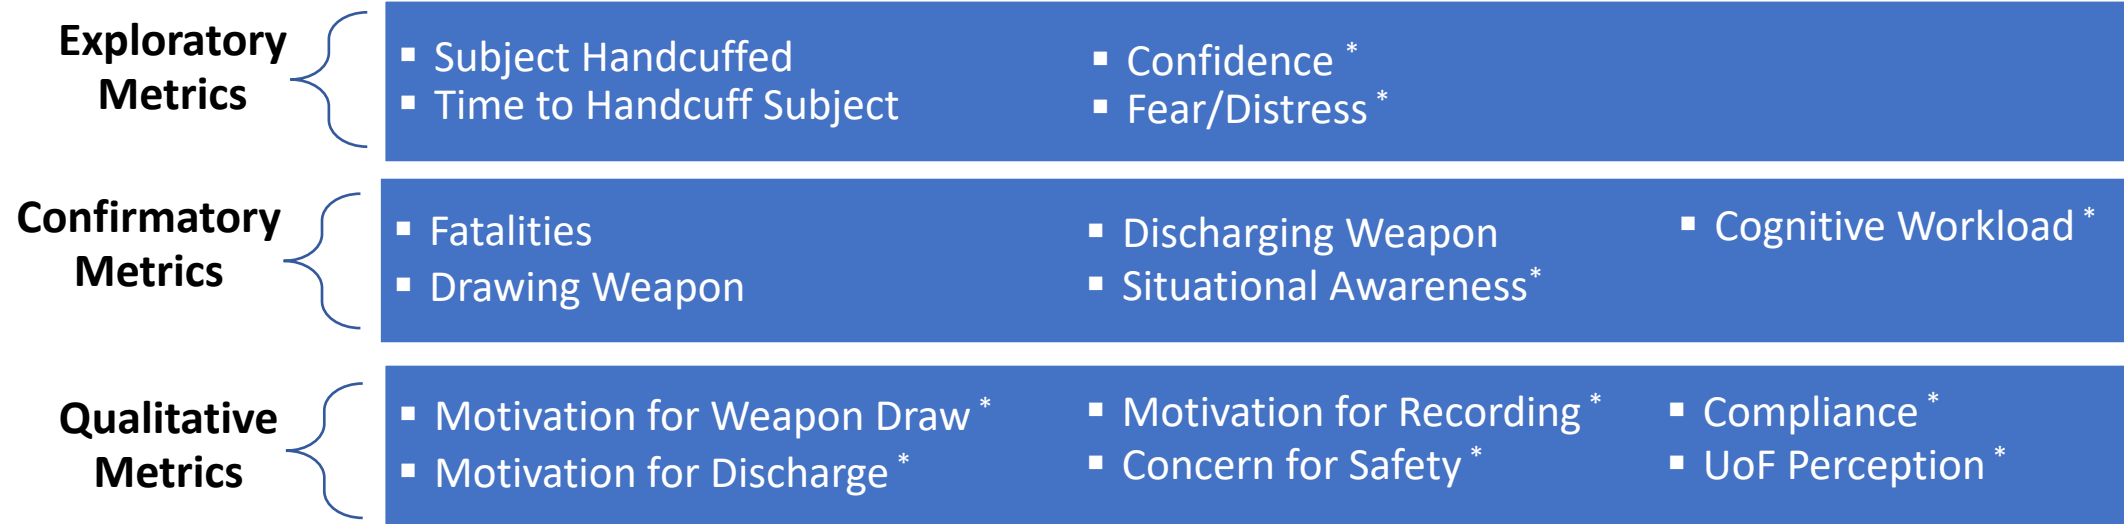 Exploratory
Metrics
▪ Subject Handcuffed
▪ Time to Handcuff Subject
▪ Confidence *
▪ Fear/Distress *
Confirmatory
Metrics
▪ Fatalities
▪ Drawing Weapon
▪ Discharging Weapon
▪ Situational Awareness*
▪ Cognitive Workload *
Qualitative
Metrics
▪ Motivation for Weapon Draw *
▪ Motivation for Discharge *
▪ Motivation for Recording *
▪ Concern for Safety *
▪ Compliance *
▪ UoF Perception *